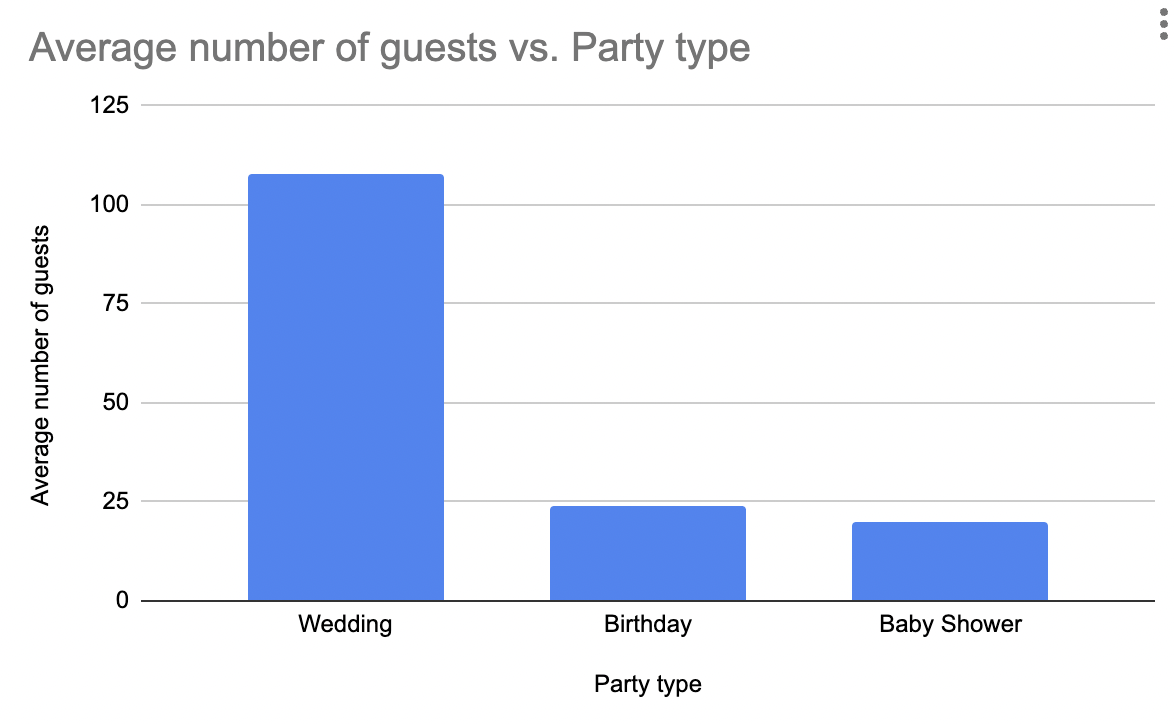 Average number of guests vs. Party type
125
100
75
50
25
0
Average number of guests
Wedding Birthday Baby Shower
Party type